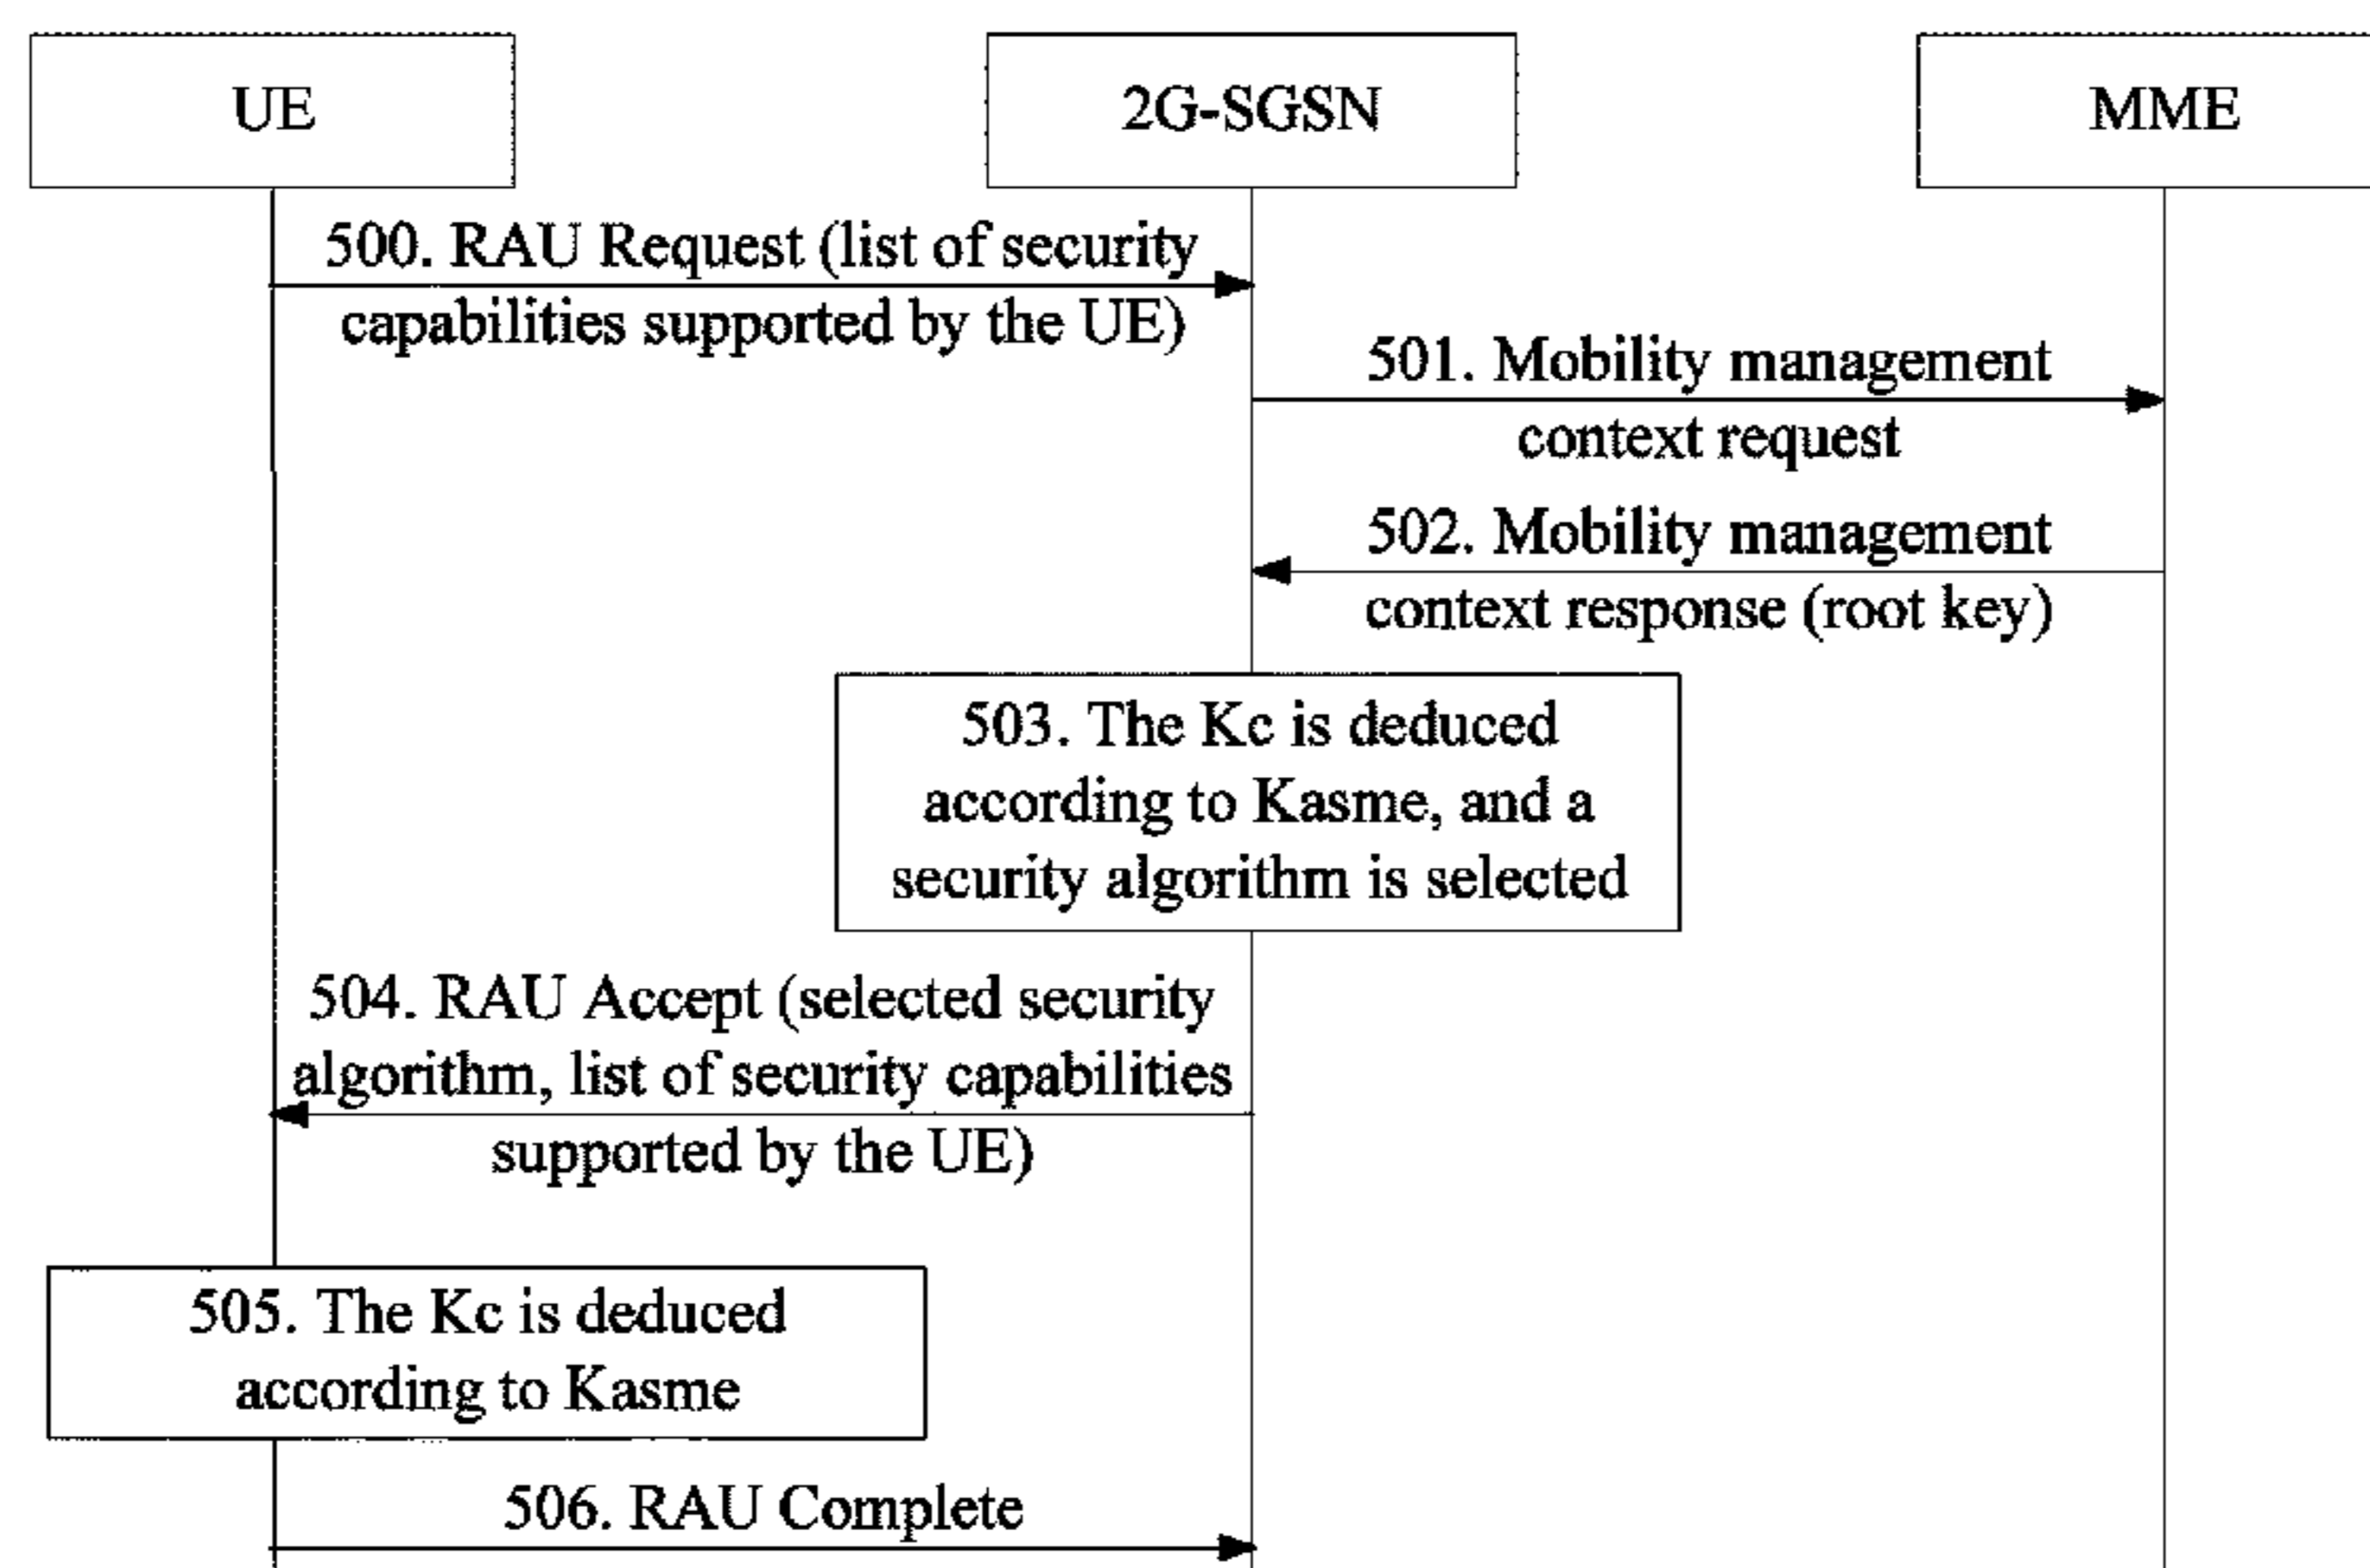 UE
2G-SGSN
MME
500. RAU Request (list of security
capabilities supported by the UE)
501. Mobility management
context request
502. Mobility management
context response (root key)
503. The Kc is deduced
according to Kasme, and a
security algorithm is selected
504. RAU Accept (selected security
algorithm, list of security capabilities
supported by the UE)
505. The Kc is deduced
according to Kasme
506. RAU Complete